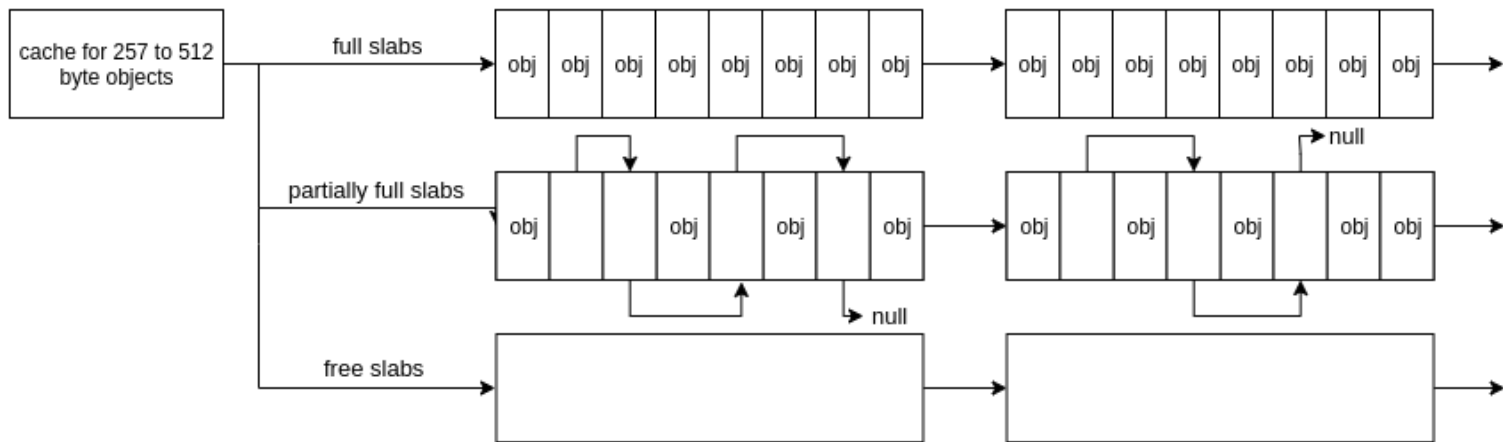 cache for 257 to 512
byte objects
full slabs
obj obj obj obj obj obj obj obj
obj obj obj obj obj obj obj obj
null
partially full slabs
obj obj obj obj
obj obj obj obj obj
null
free slabs